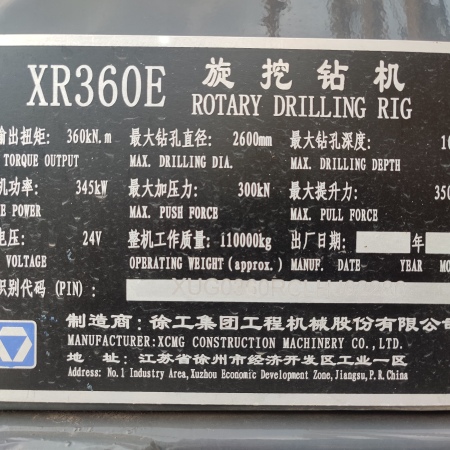 XR360E 旋挖钻机
ROTARY DRILLING RIG
输出扭矩: 360kN.m 最大钻孔直径: 2600mm 最大钻孔深度: 10
TORQUE OUTPUT MAX. DRILLING DIA. MAX. DRILLING DEPTH
机功率: 345kW 最大加压力: 300kN 最大提升力: 350
E POWER MAX. PUSH FORCE MAX. PULL FORCE
电压: 24V 整机工作质量: 110000kg 出厂日期: 年
VOLTAGE OPERATING WEIGHT (approx.) MANUF. DATE YEAR MO
识别代码 (PIN):
制造商: 徐工集团工程机械股份有限公
MANUFACTURER: XCMG CONSTRUCTION MACHINERY CO., LTD.
地 址: 江苏省徐州市经济开发区工业一区
Address: No.1 Industry Area, Xuzhou Economic Development Zone, Jiangsu, P.R.China